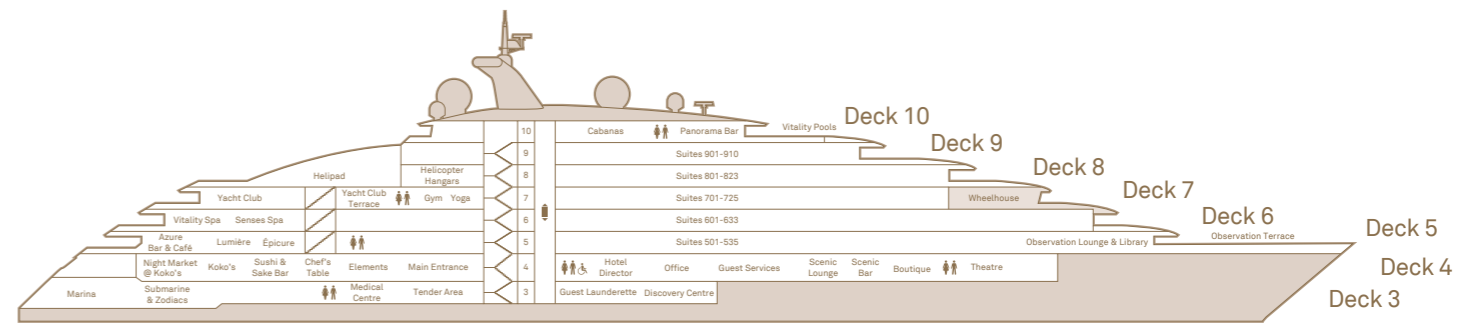 Deck 10
Deck 9
Deck 8
Deck 7
Deck 6
Deck 5
Deck 4
Deck 3
10
Cabanas
Panorama Bar
Vitality Pools
9
Suites 901-910
Helipad
Helicopter
Hangars
8
Suites 801-823
Yacht Club
Yacht Club
Terrace
Gym
Yoga
7
Suites 701-725
Wheelhouse
Vitality Spa
Senses Spa
6
Suites 601-633
Azure
Bar & Café
Lumière
Épicure
5
Suites 501-535
Observation Lounge & Library
Observation Terrace
Night Market
@ Koko's
Koko's
Sushi &
Sake Bar
Chef's
Table
Elements
Main Entrance
4
Hotel
Director
Office
Guest Services
Scenic
Lounge
Scenic
Bar
Boutique
Theatre
Marina
Submarine
& Zodiacs
Medical
Centre
Tender Area
3
Guest Launderette
Discovery Centre